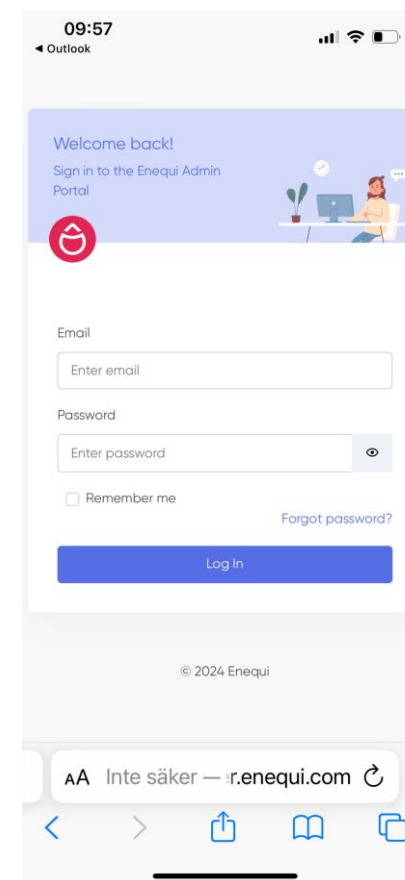 09:57
◀ Outlook
Welcome back!
Sign in to the Enequi Admin
Portal
Email
Enter email
Password
Enter password
Remember me
Forgot password?
Log In
© 2024 Enequi
AA Inte säker — r.enequi.com